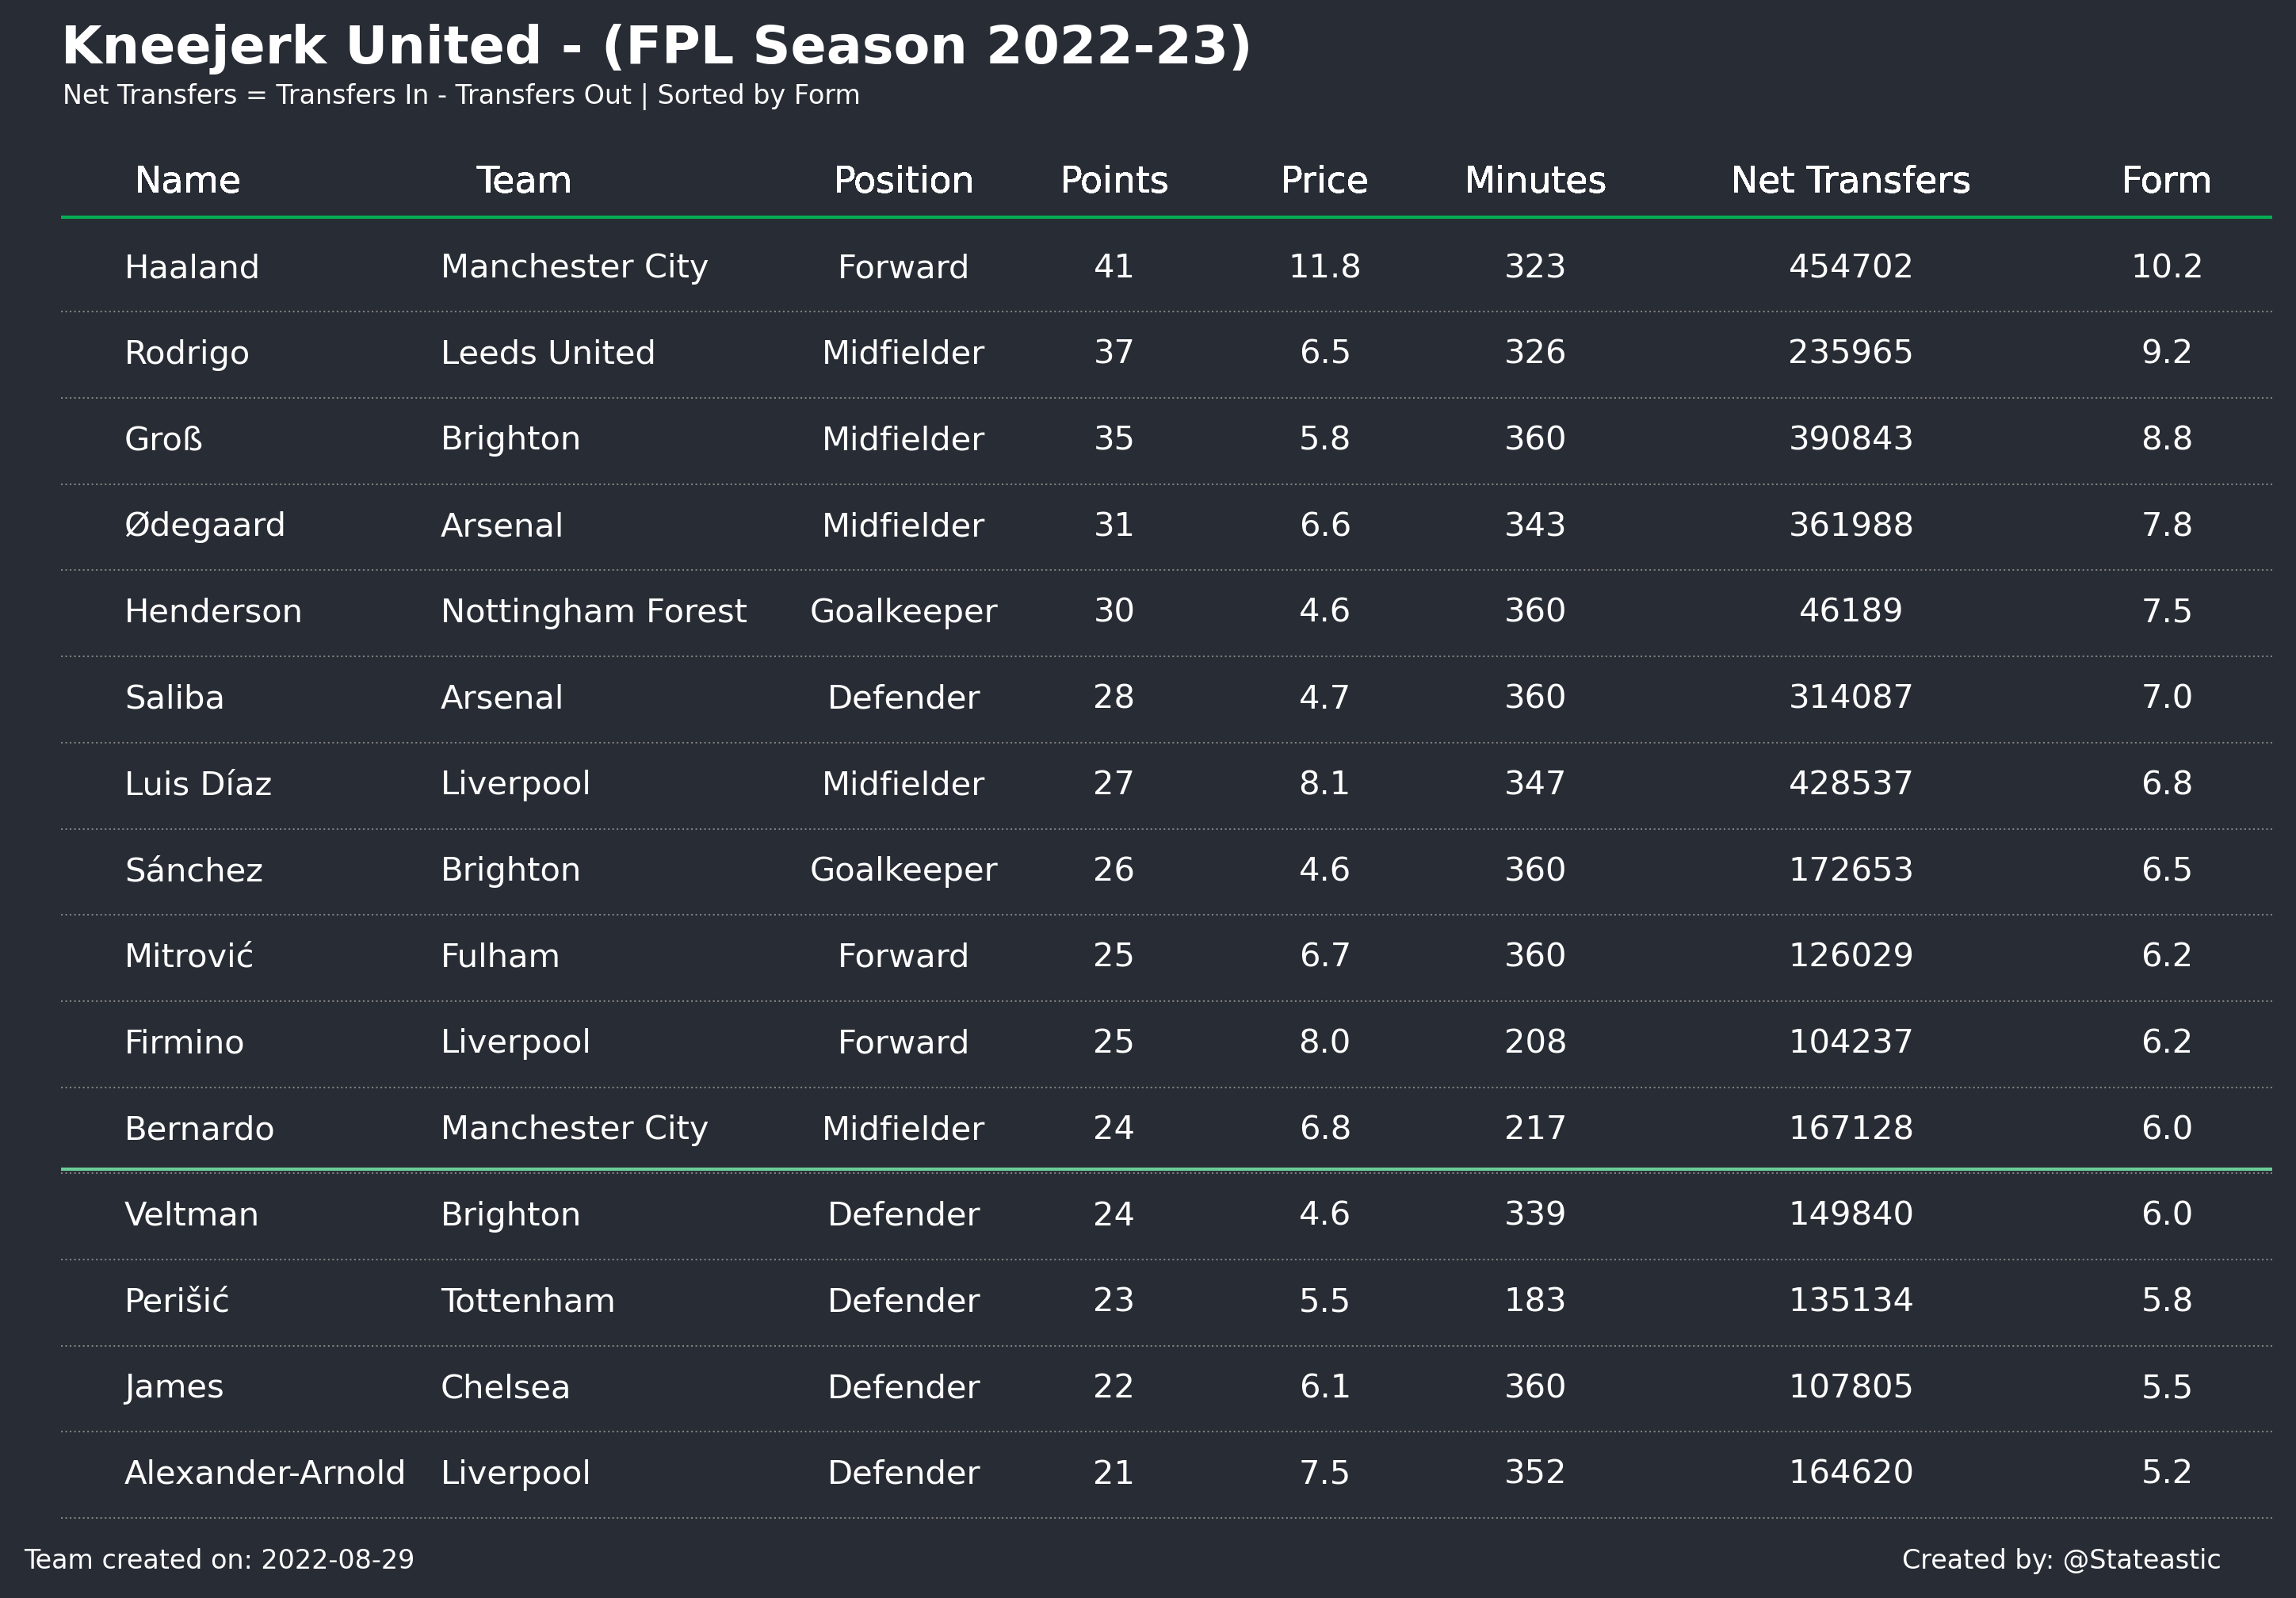 Kneejerk United - (FPL Season 2022-23)
Net Transfers = Transfers In - Transfers Out | Sorted by Form
Name Team Position Points Price Minutes Net Transfers Form
Haaland Manchester City Forward 41 11.8 323 454702 10.2
Rodrigo Leeds United Midfielder 37 6.5 326 235965 9.2
Groß Brighton Midfielder 35 5.8 360 390843 8.8
Ødegaard Arsenal Midfielder 31 6.6 343 361988 7.8
Henderson Nottingham Forest Goalkeeper 30 4.6 360 46189 7.5
Saliba Arsenal Defender 28 4.7 360 314087 7.0
Luis Díaz Liverpool Midfielder 27 8.1 347 428537 6.8
Sánchez Brighton Goalkeeper 26 4.6 360 172653 6.5
Mitrović Fulham Forward 25 6.7 360 126029 6.2
Firmino Liverpool Forward 25 8.0 208 104237 6.2
Bernardo Manchester City Midfielder 24 6.8 217 167128 6.0
Veltman Brighton Defender 24 4.6 339 149840 6.0
Perišić Tottenham Defender 23 5.5 183 135134 5.8
James Chelsea Defender 22 6.1 360 107805 5.5
Alexander-Arnold Liverpool Defender 21 7.5 352 164620 5.2
Team created on: 2022-08-29 Created by: @Stateastic